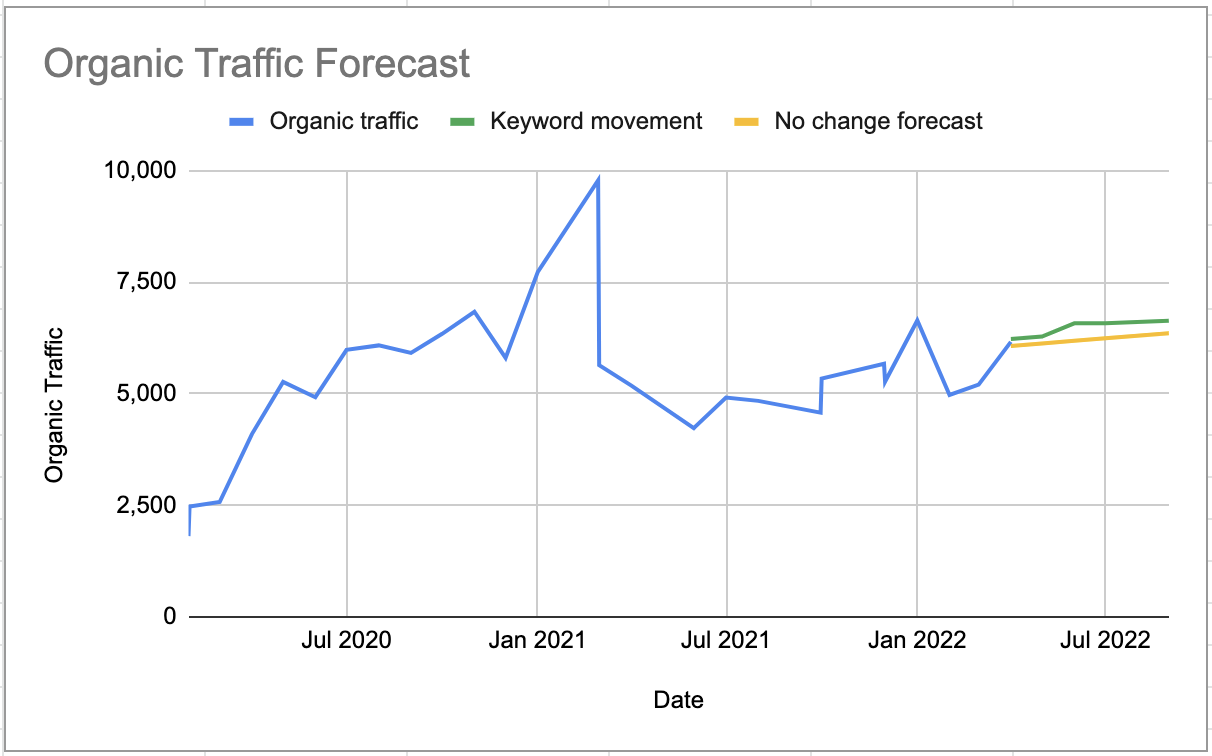 Organic Traffic Forecast
Organic traffic Keyword movement No change forecast
10,000
7,500
5,000
2,500
0
Organic Traffic
Jul 2020 Jan 2021 Jul 2021 Jan 2022 Jul 2022
Date